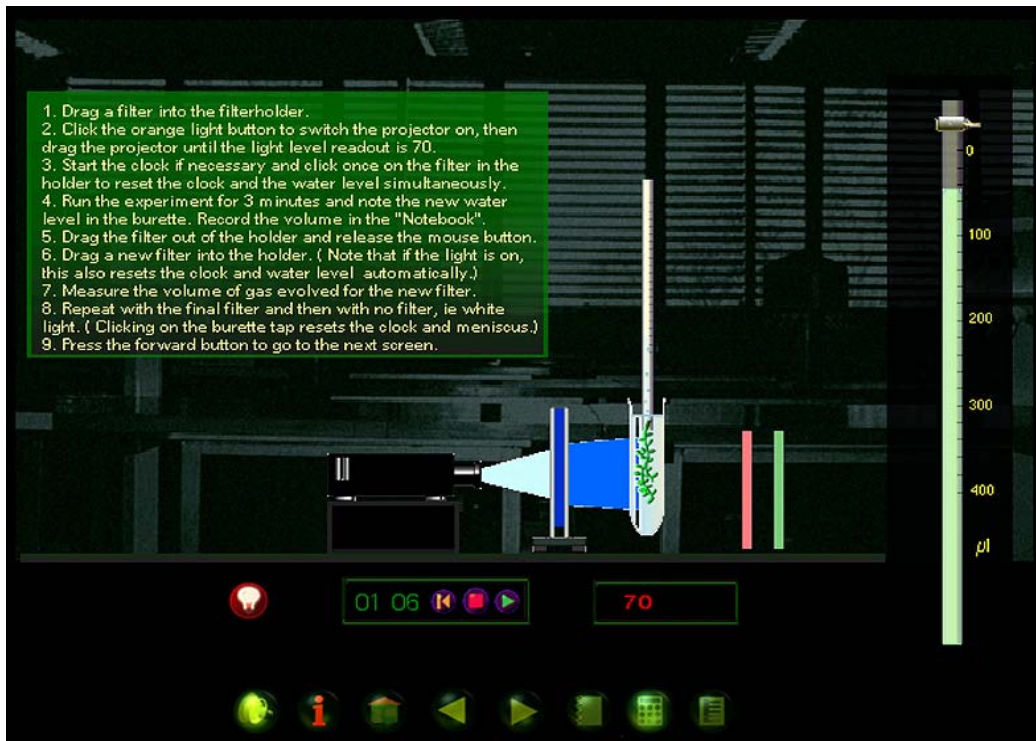 1. Drag a filter into the filterholder.
2. Click the orange light button to switch the projector on, then
drag the projector until the light level readout is 70.
3. Start the clock if necessary and click once on the filter in the
holder to reset the clock and the water level simultaneously.
4. Run the experiment for 3 minutes and note the new water
level in the burette. Record the volume in the "Notebook".
5. Drag the filter out of the holder and release the mouse button.
6. Drag a new filter into the holder. ( Note that if the light is on,
this also resets the clock and water level automatically.)
7. Measure the volume of gas evolved for the new filter.
8. Repeat with the final filter and then with no filter, ie white
light. ( Clicking on the burette tap resets the clock and meniscus.)
9. Press the forward button to go to the next screen.
0
100
200
300
400
µl
01 06
70
i